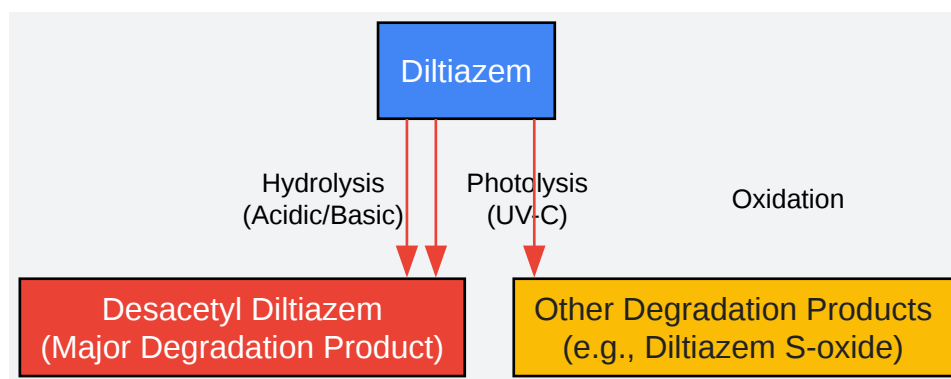 Diltiazem
Hydrolysis
(Acidic/Basic)
Photolysis
(UV-C)
Oxidation
Desacetyl Diltiazem
(Major Degradation Product)
Other Degradation Products
(e.g., Diltiazem S-oxide)